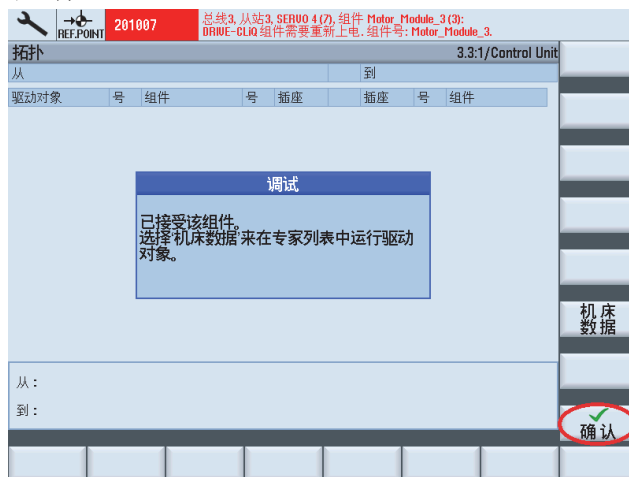 REF.POINT
201007
总线3, 从站3, SERVO 4 (7), 组件 Motor_Module_3 (3):
DRIVE-CLiQ 组件需要重新上电. 组件号: Motor_Module_3.
拓扑 3.3:1/Control Unit
从 到
驱动对象 号 组件 号 插座 插座 号 组件
调试
已接受该组件。
选择'机床数据'来在专家列表中运行驱动
对象。
机床
数据
从：
到：
确认